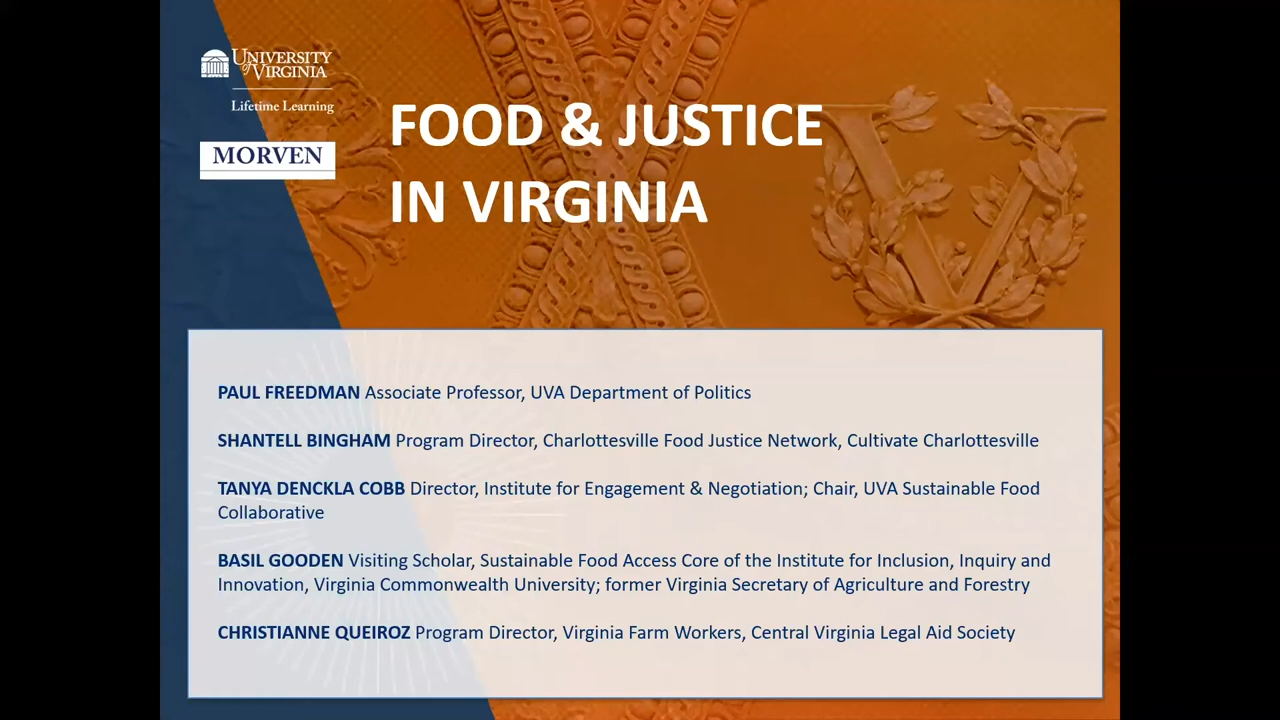 UNIVERSITY
of VIRGINIA
Lifetime Learning
MORVEN
FOOD & JUSTICE
IN VIRGINIA
PAUL FREEDMAN Associate Professor, UVA Department of Politics
SHANTELL BINGHAM Program Director, Charlottesville Food Justice Network, Cultivate Charlottesville
TANYA DENCKLA COBB Director, Institute for Engagement & Negotiation; Chair, UVA Sustainable Food
Collaborative
BASIL GOODEN Visiting Scholar, Sustainable Food Access Core of the Institute for Inclusion, Inquiry and
Innovation, Virginia Commonwealth University; former Virginia Secretary of Agriculture and Forestry
CHRISTIANNE QUEIROZ Program Director, Virginia Farm Workers, Central Virginia Legal Aid Society